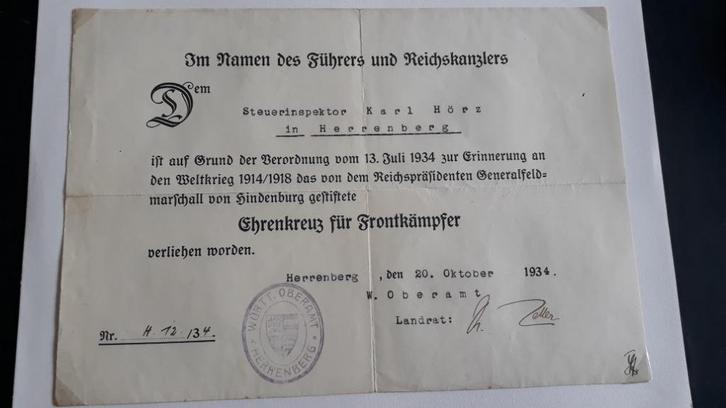 Im Namen des Führers und Reichskanzlers
Dem
Steuerinspektor Karl Hörz
in Herrenberg
ist auf Grund der Verordnung vom 13. Juli 1934 zur Erinnerung an
den Weltkrieg 1914/1918 das von dem Reichspräsidenten Generalfeld-
marschall von Hindenburg gestiftete
Ehrenkreuz für Frontkämpfer
verliehen worden.
Herrenberg, den 20. Oktober 1934.
W. Oberamt
Landrat:
Nr. H. 12/34.
WÜRTT. OBERAMT
HERRENBERG